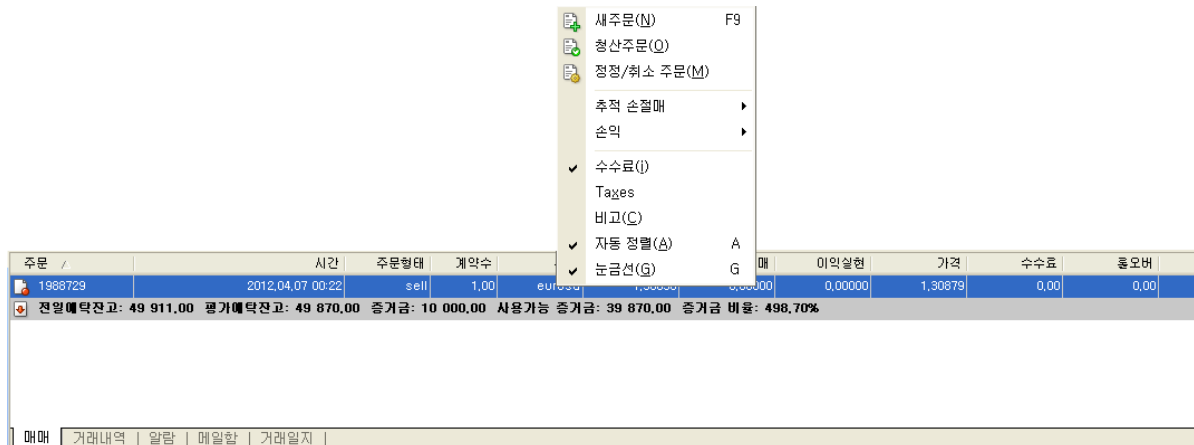 새주문(N) F9
청산주문(O)
정정/취소 주문(M)
추적 손절매
손익
수수료(i)
Taxes
비고(C)
자동 정렬(A) A
눈금선(G) G
주문 시간 주문형태 계약수 매 이익실현 가격 수수료 롤오버
1988729 2012,04,07 00:22 sell 1,00 eurusd 0,00000 0,00000 1,30879 0,00 0,00
전일예탁잔고: 49 911,00 평가예탁잔고: 49 870,00 증거금: 10 000,00 사용가능 증거금: 39 870,00 증거금 비율: 498,70%
매매 거래내역 | 알람 | 메일함 | 거래일지 |